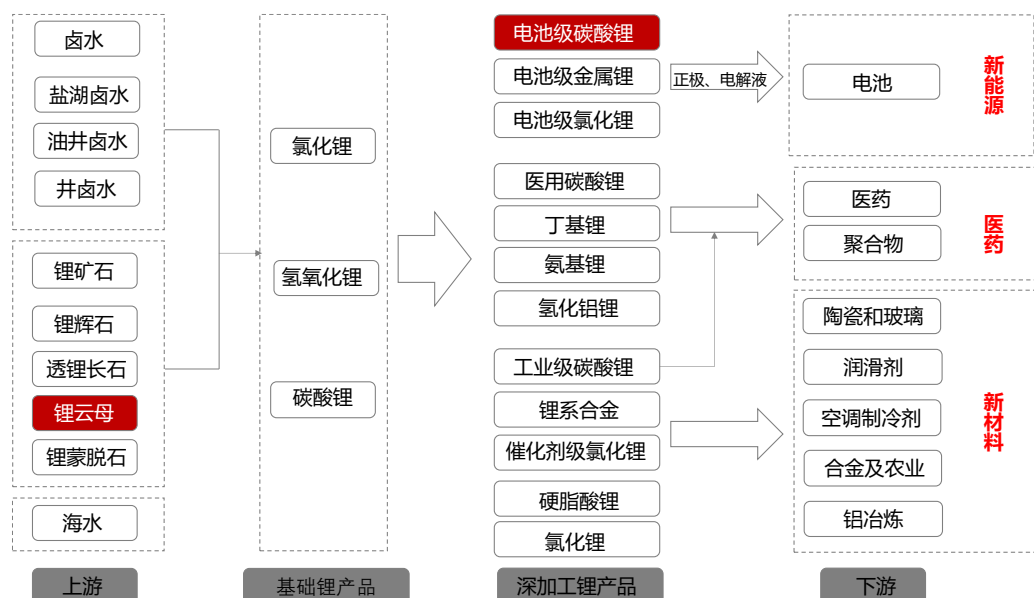 卤水
盐湖卤水
油井卤水
井卤水
锂矿石
锂辉石
透锂长石
锂云母
锂蒙脱石
海水
上游
氯化锂
氢氧化锂
碳酸锂
基础锂产品
电池级碳酸锂
电池级金属锂
电池级氯化锂
医用碳酸锂
丁基锂
氨基锂
氢化铝锂
工业级碳酸锂
锂系合金
催化剂级氯化锂
硬脂酸锂
氯化锂
深加工锂产品
正极、电解液
电池
新能源
医药
聚合物
医药
陶瓷和玻璃
润滑剂
空调制冷剂
合金及农业
铝冶炼
新材料
下游